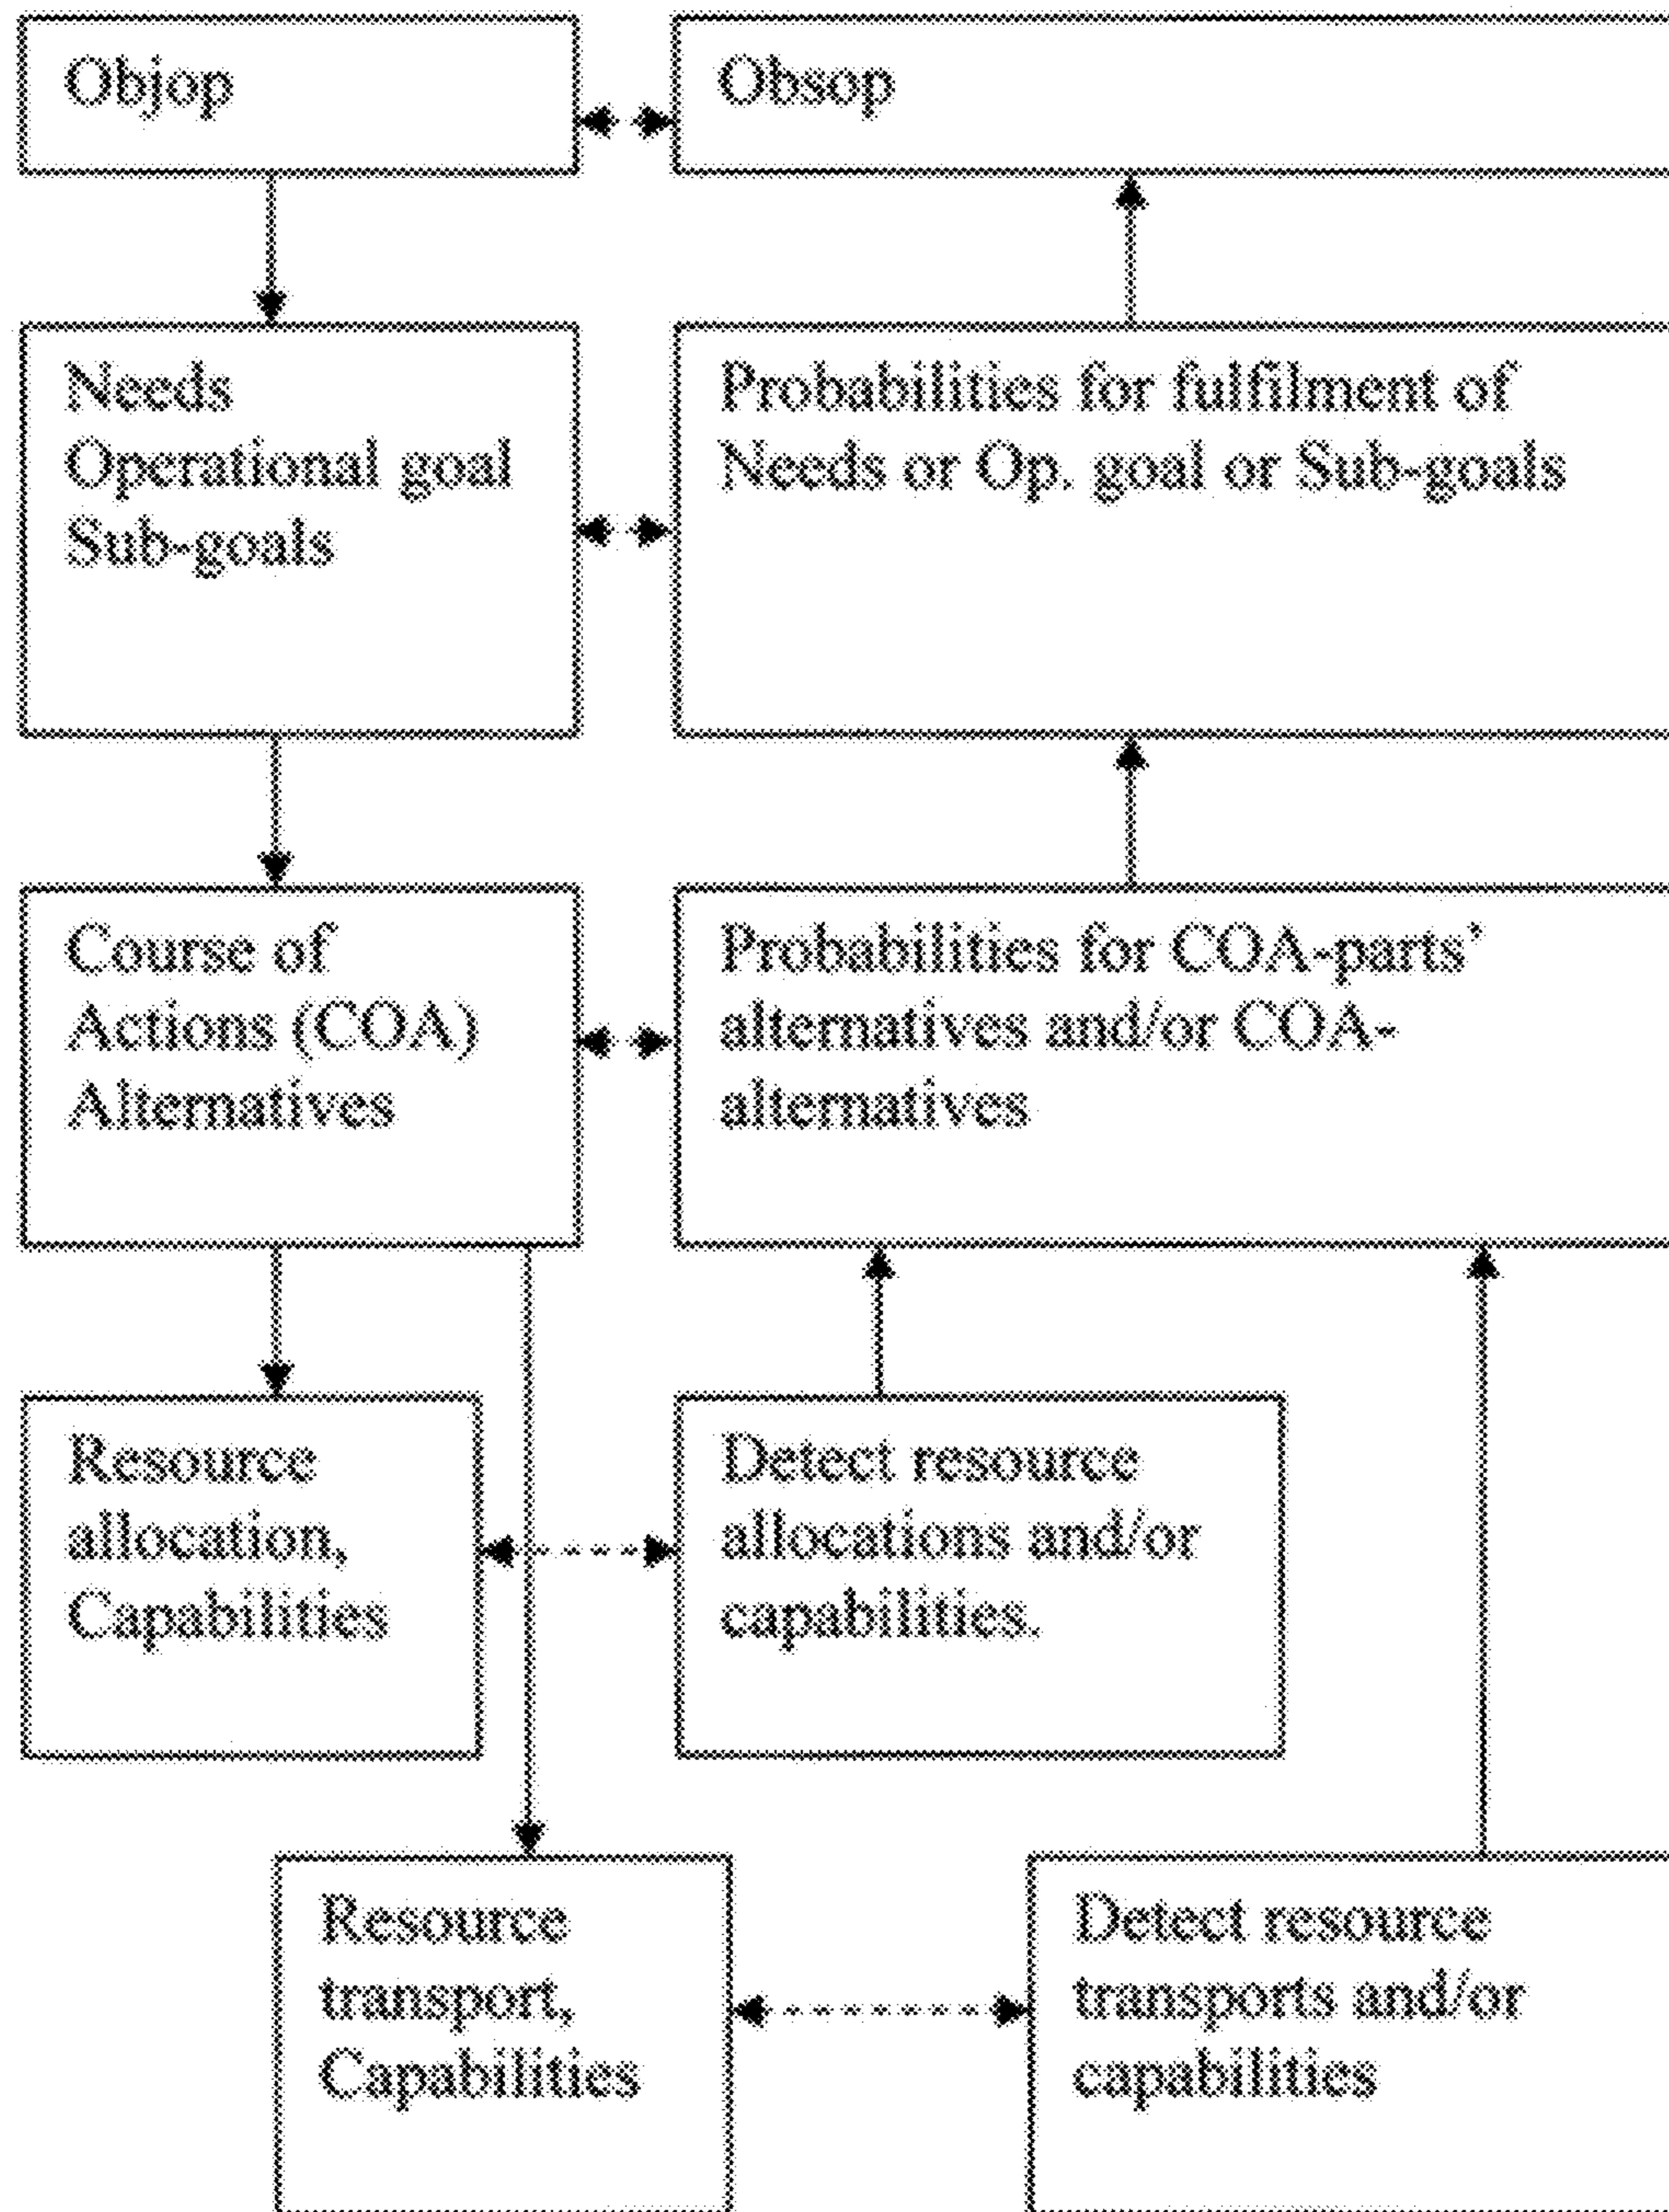 Objop
Obsop
Needs
Operational goal
Sub-goals
Probabilities for fulfilment of
Needs or Op. goal or Sub-goals
Course of
Actions (COA)
Alternatives
Probabilities for COA-parts'
alternatives and/or COA-
alternatives
Resource
allocation,
Capabilities
Detect resource
allocations and/or
capabilities.
Resource
transport,
Capabilities
Detect resource
transports and/or
capabilities